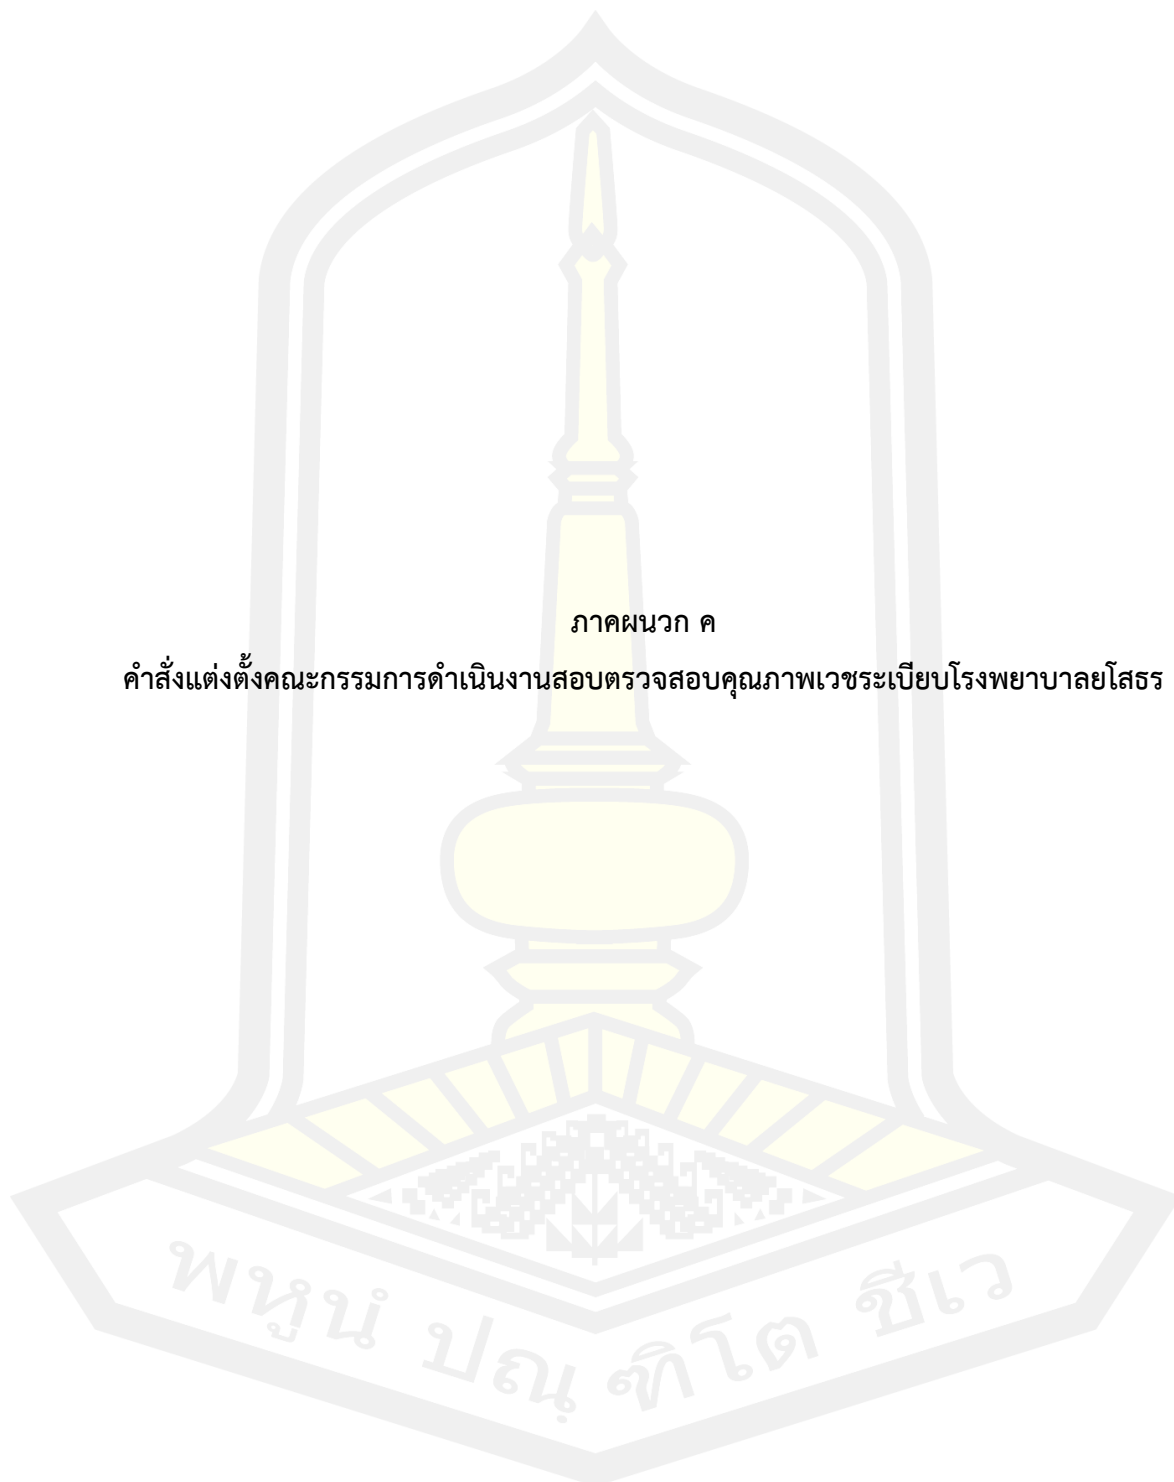 ภาคผนวก ค
คำสั่งแต่งตั้งคณะกรรมการดำเนินงานสอบตรวจสอบคุณภาพเวชระเบียบโรงพยาบาลยโสธร
พหูนํ ปณฺฑิโต ชีเว